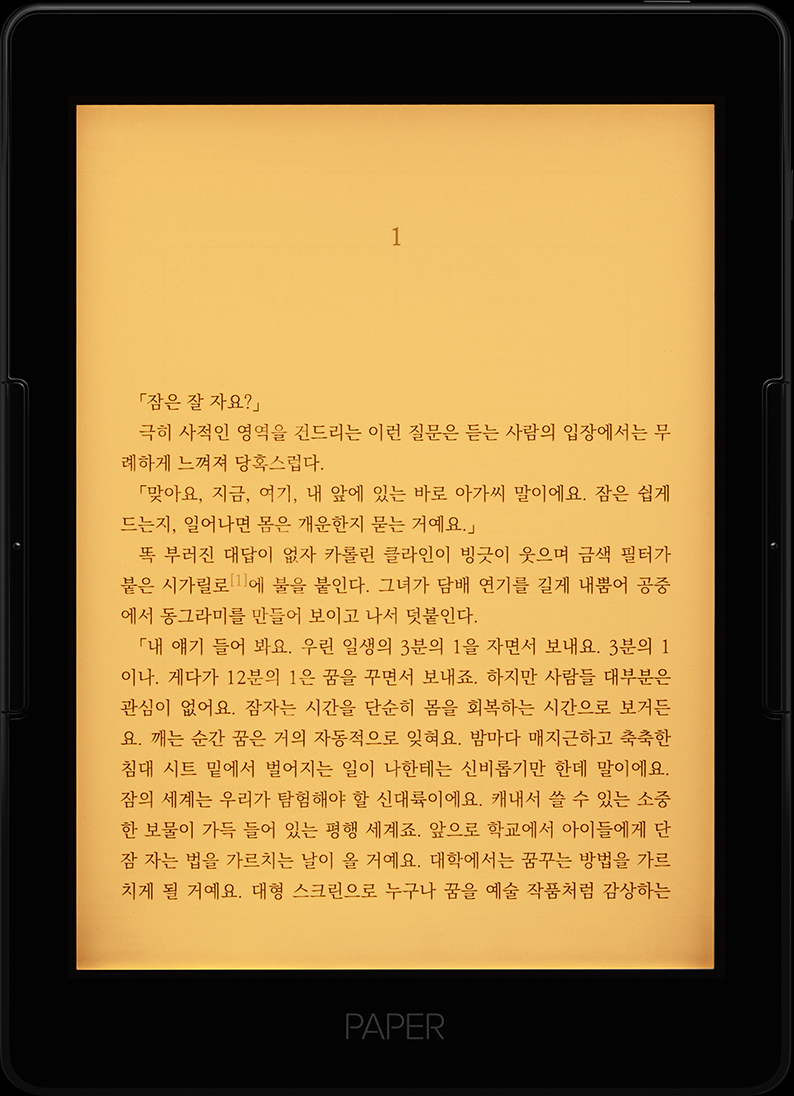 1
「잠은 잘 자요?」
극히 사적인 영역을 건드리는 이런 질문은 듣는 사람의 입장에서는 무
례하게 느껴져 당혹스럽다.
「맞아요, 지금, 여기, 내 앞에 있는 바로 아가씨 말이에요. 잠은 쉽게
드는지, 일어나면 몸은 개운한지 묻는 거예요.」
똑 부러진 대답이 없자 카롤린 클라인이 빙긋이 웃으며 금색 필터가
붙은 시가릴로[1]에 불을 붙인다. 그녀가 담배 연기를 길게 내뿜어 공중
에서 동그라미를 만들어 보이고 나서 덧붙인다.
「내 얘기 들어 봐요. 우린 일생의 3분의 1을 자면서 보내요. 3분의 1
이나. 게다가 12분의 1은 꿈을 꾸면서 보내죠. 하지만 사람들 대부분은
관심이 없어요. 잠자는 시간을 단순히 몸을 회복하는 시간으로 보거든
요. 깨는 순간 꿈은 거의 자동적으로 잊혀요. 밤마다 매지근하고 축축한
침대 시트 밑에서 벌어지는 일이 나한테는 신비롭기만 한데 말이에요.
잠의 세계는 우리가 탐험해야 할 신대륙이에요. 캐내서 쓸 수 있는 소중
한 보물이 가득 들어 있는 평행 세계죠. 앞으로 학교에서 아이들에게 단
잠 자는 법을 가르치는 날이 올 거예요. 대학에서는 꿈꾸는 방법을 가르
치게 될 거예요. 대형 스크린으로 누구나 꿈을 예술 작품처럼 감상하는
PAPER